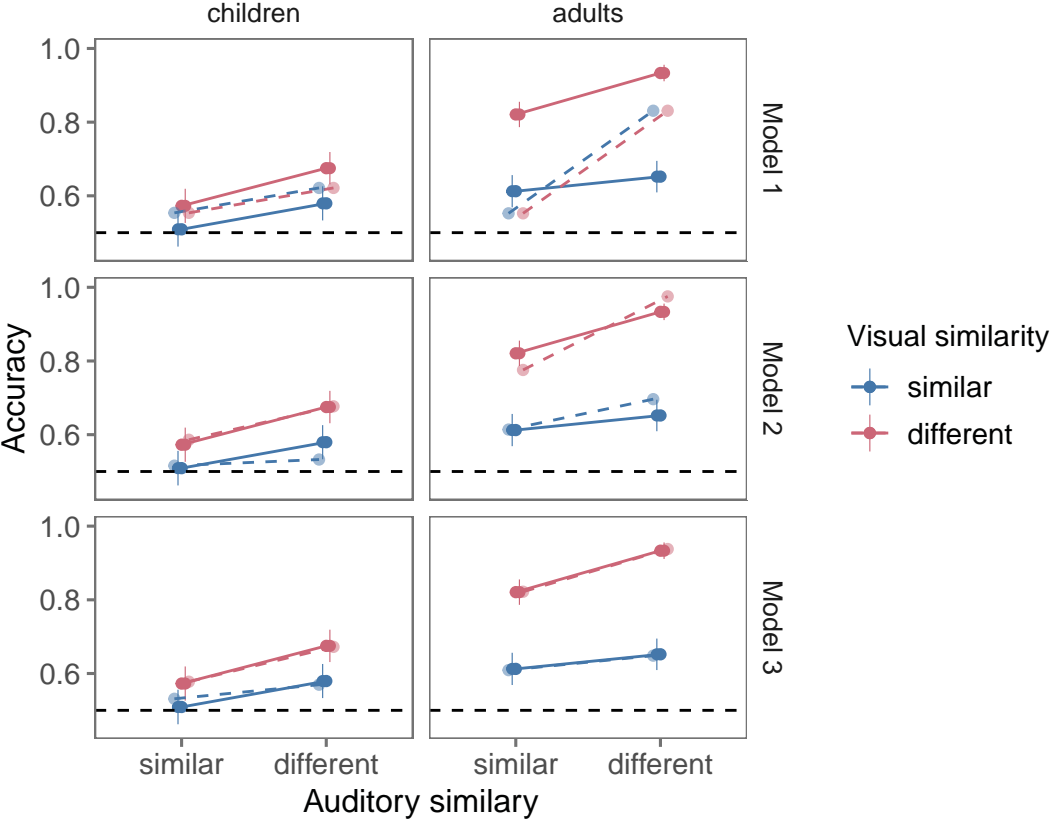 children
adults
1.0
0.8
0.6
Model 1
1.0
0.8
0.6
Model 2
1.0
0.8
0.6
Model 3
similar
different
similar
different
Auditory similary
Accuracy
Visual similarity
similar
different